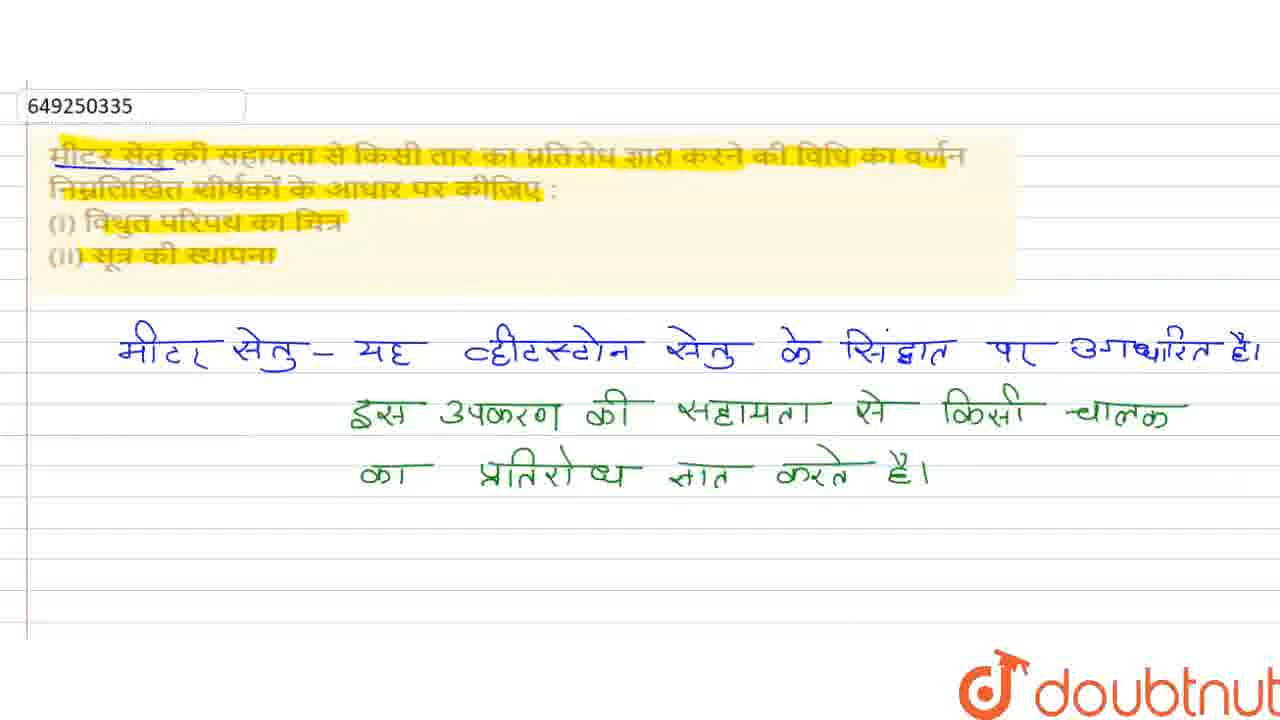 649250335
मीटर सेतु की सहायता से किसी तार का प्रतिरोध ज्ञात करने की विधि का वर्णन
निम्नलिखित शीर्षकों के आधार पर कीजिए :
(i) विधुत परिपथ का चित्र
(ii) सूत्र की स्थापना
मीटर सेतु - यह व्हीटस्टोन सेतु के सिंद्धात पर आधारित है।
इस उपकरण की सहायता से किसी चालक
का प्रतिरोध ज्ञात करते है।
doubtnut